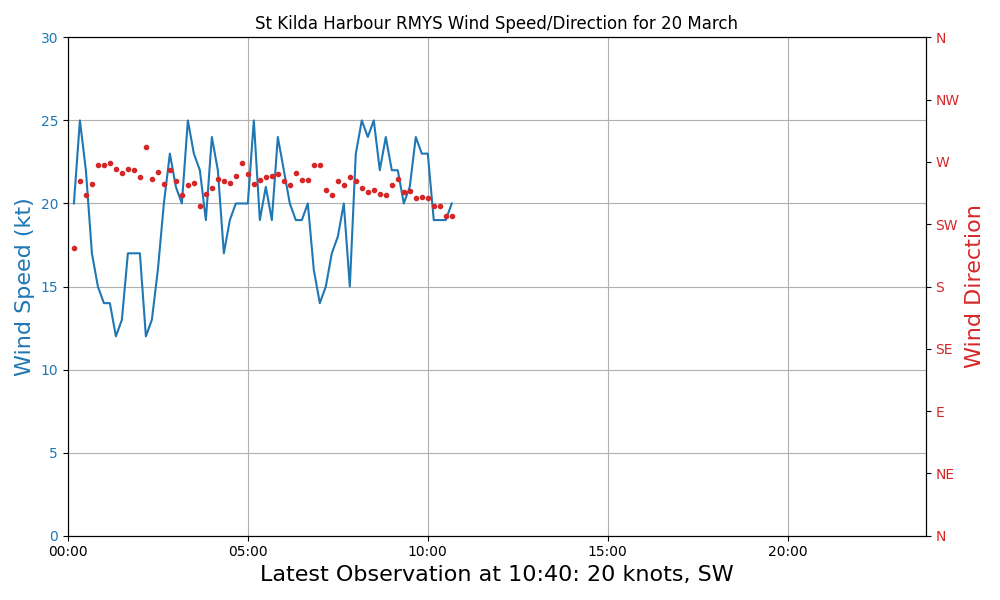 St Kilda Harbour RMYS Wind Speed/Direction for 20 March
30
25
20
15
10
5
0
Wind Speed (kt)
N
NW
W
SW
S
SE
E
NE
N
Wind Direction
00:00 05:00 10:00 15:00 20:00
Latest Observation at 10:40: 20 knots, SW